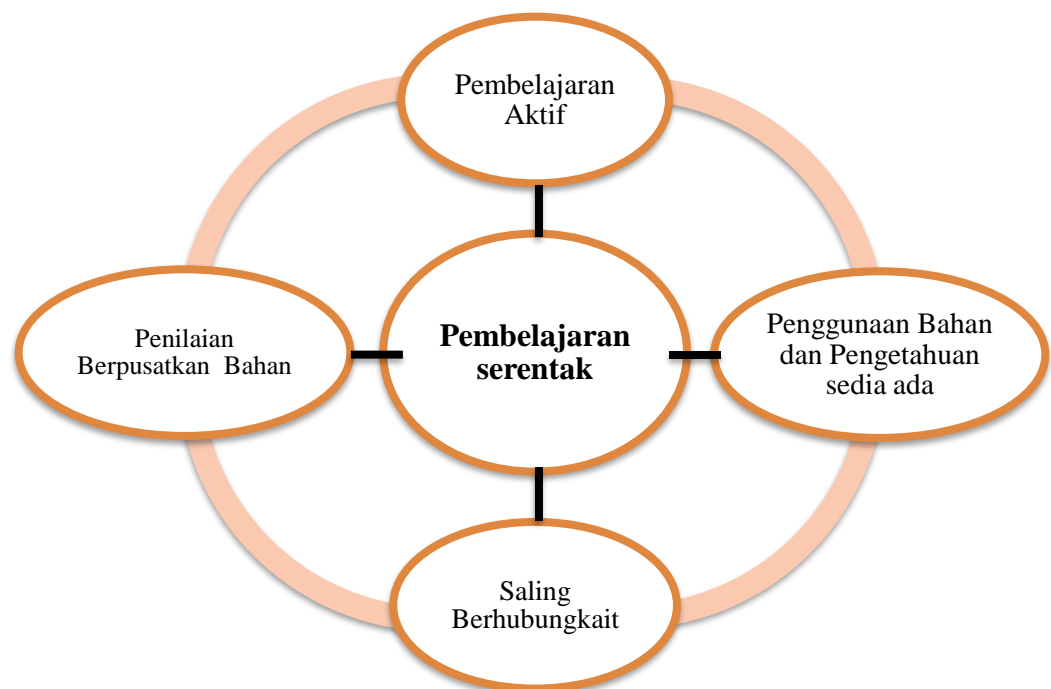 Pembelajaran
Aktif
Penilaian
Berpusatkan Bahan
Pembelajaran
serentak
Penggunaan Bahan
dan Pengetahuan
sedia ada
Saling
Berhubungkait